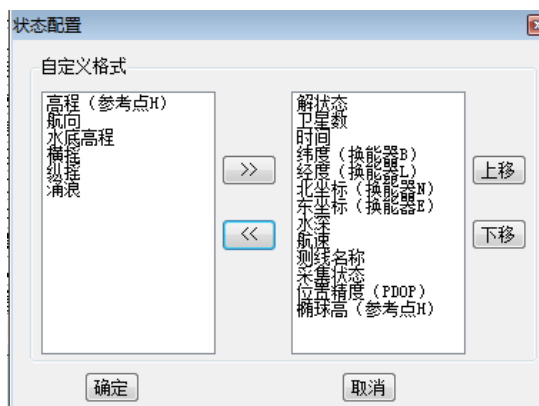 状态配置
自定义格式
高程（参考点H）
航向
水底高程
横摇
纵摇
涌浪
>>
<<
解状态
卫星数
时间
纬度（换能器B）
经度（换能器L）
北坐标（换能器N）
东坐标（换能器E）
水深
航速
测线名称
采集状态
位置精度（PDOP）
椭球高（参考点H）
上移
下移
确定
取消